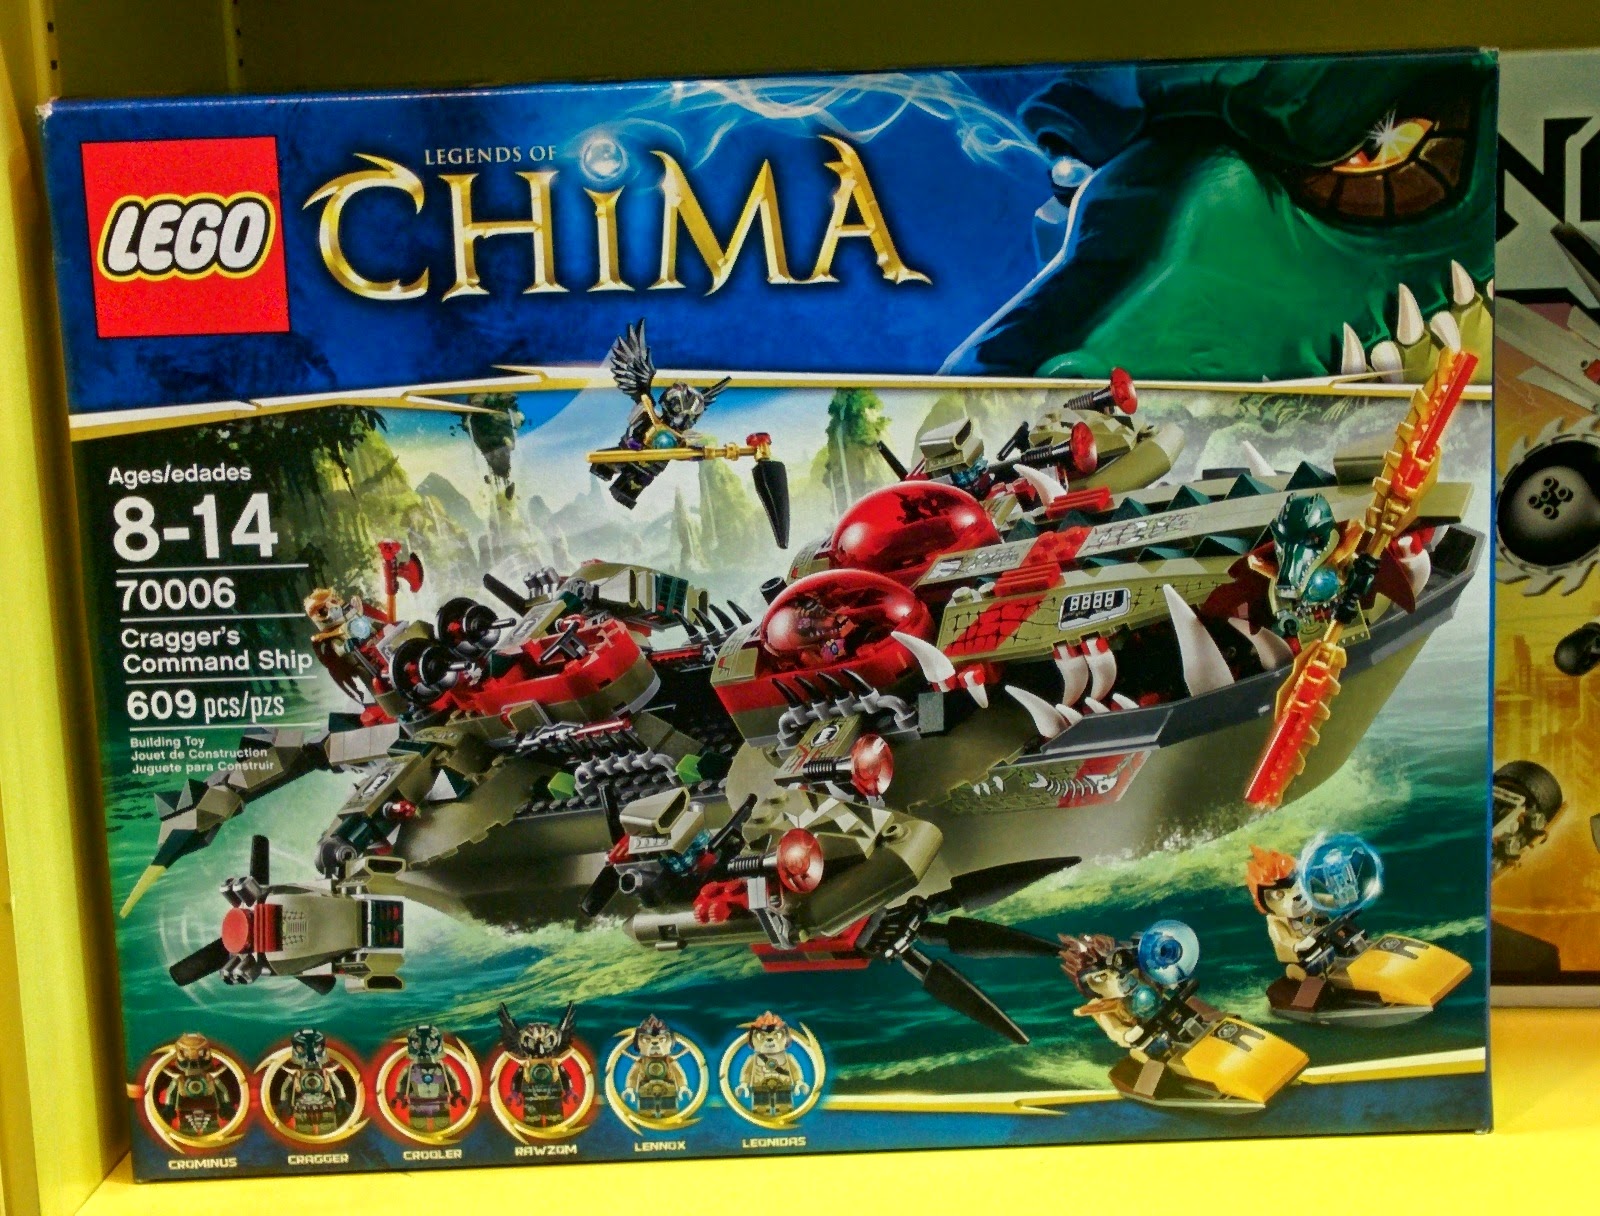 LEGENDS OF
CHiMA
LEGO
Ages/edades
8-14
70006
Cragger's
Command Ship
609 pcs/pzs
Building Toy
Jouet de Construction
Juguete para Construir
CROMINUS
CRAGGER
CROOLER
RAWZOM
LENNOX
LEONIDAS